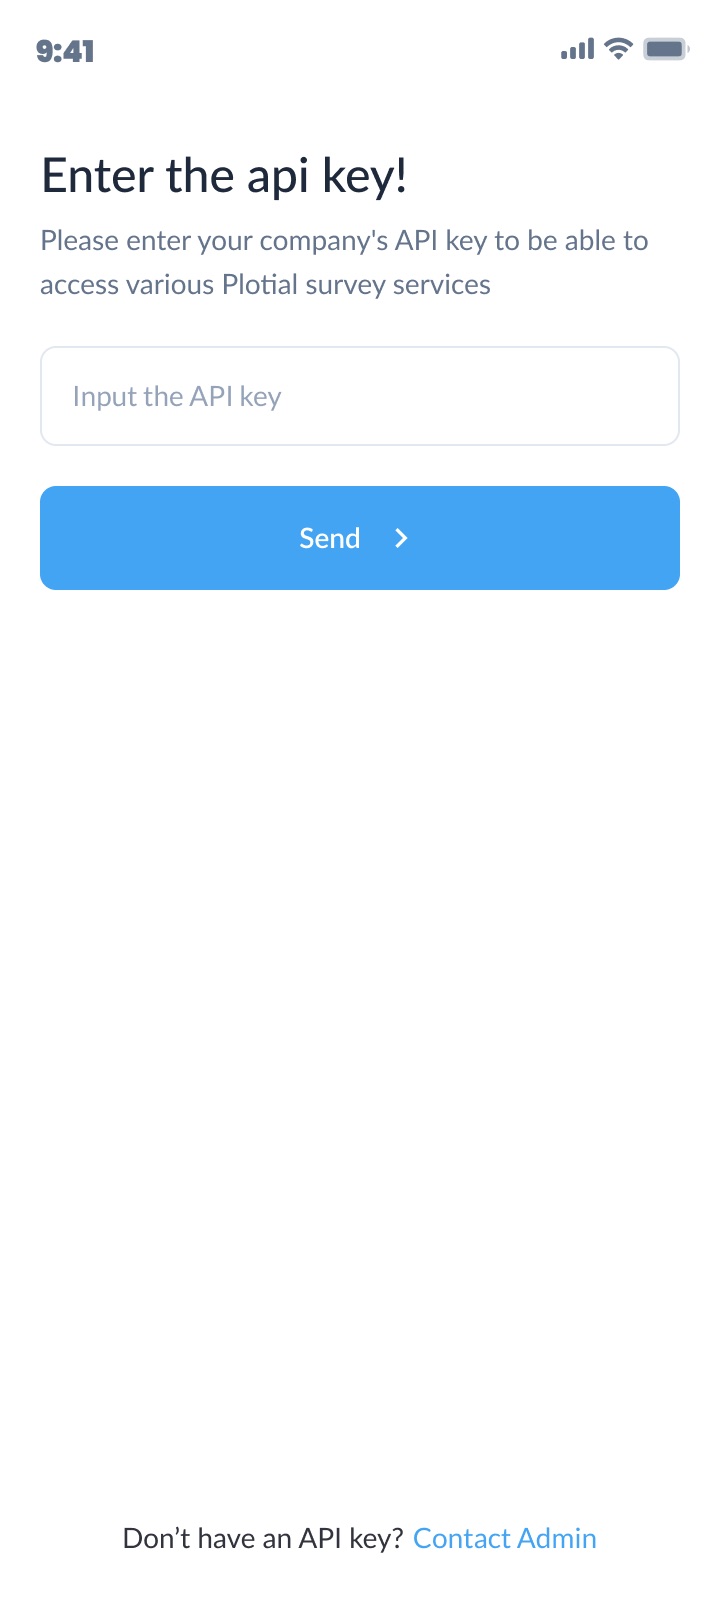 9:41
Enter the api key!
Please enter your company's API key to be able to
access various Plotial survey services
Input the API key
Send
Don’t have an API key? Contact Admin